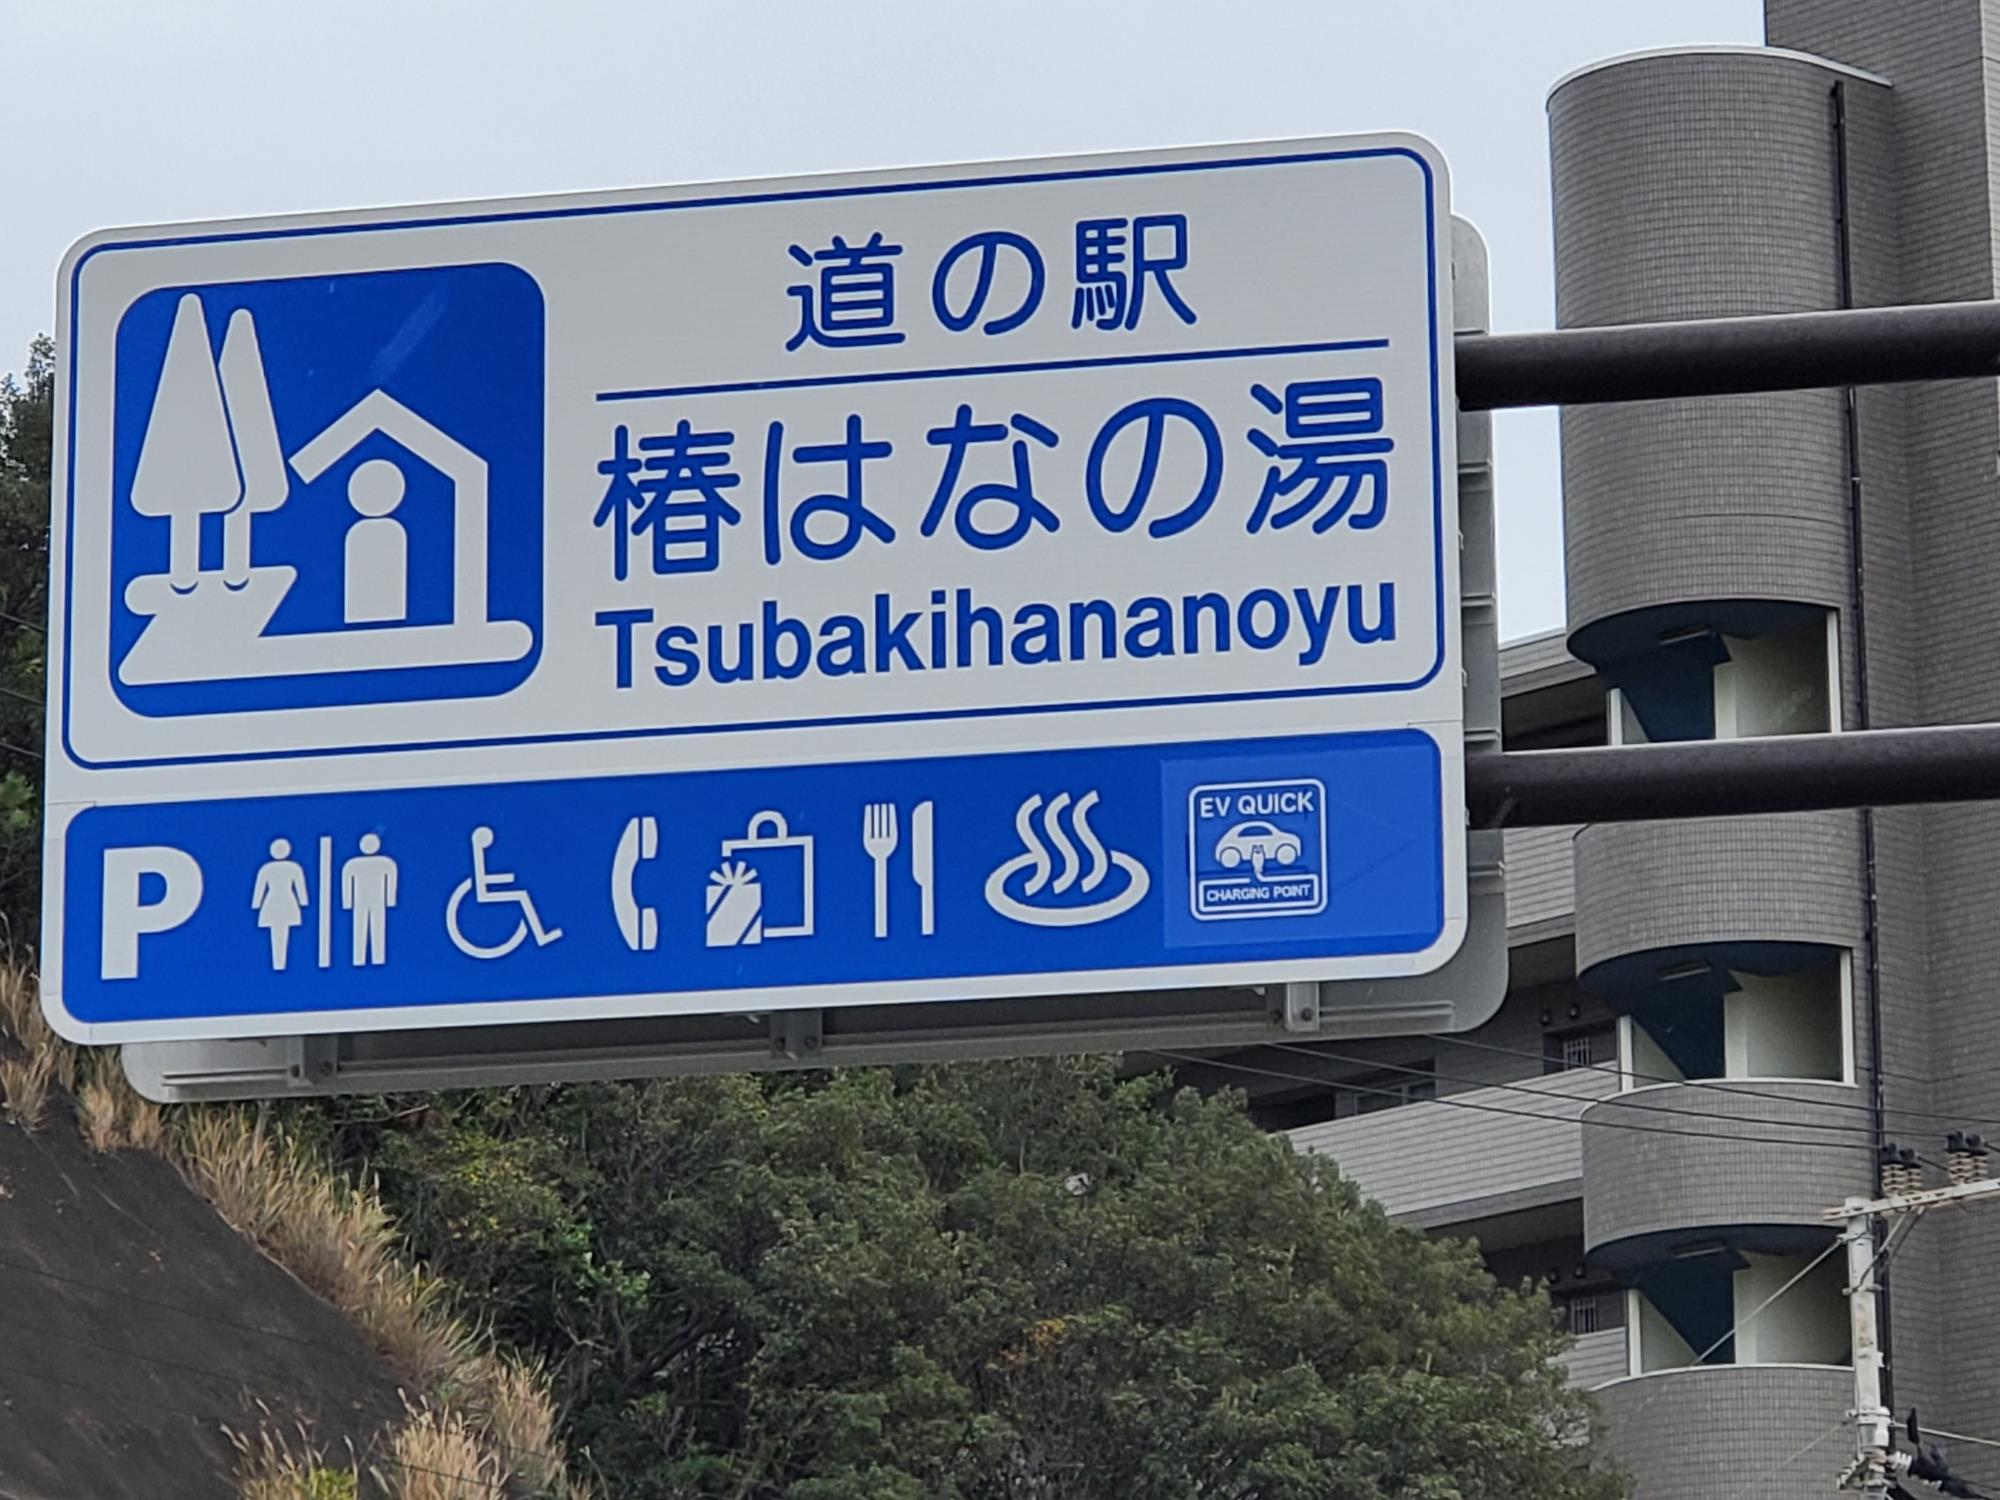 道の駅
椿はなの湯
Tsubakihananoyu
P
EV QUICK
CHARGING POINT